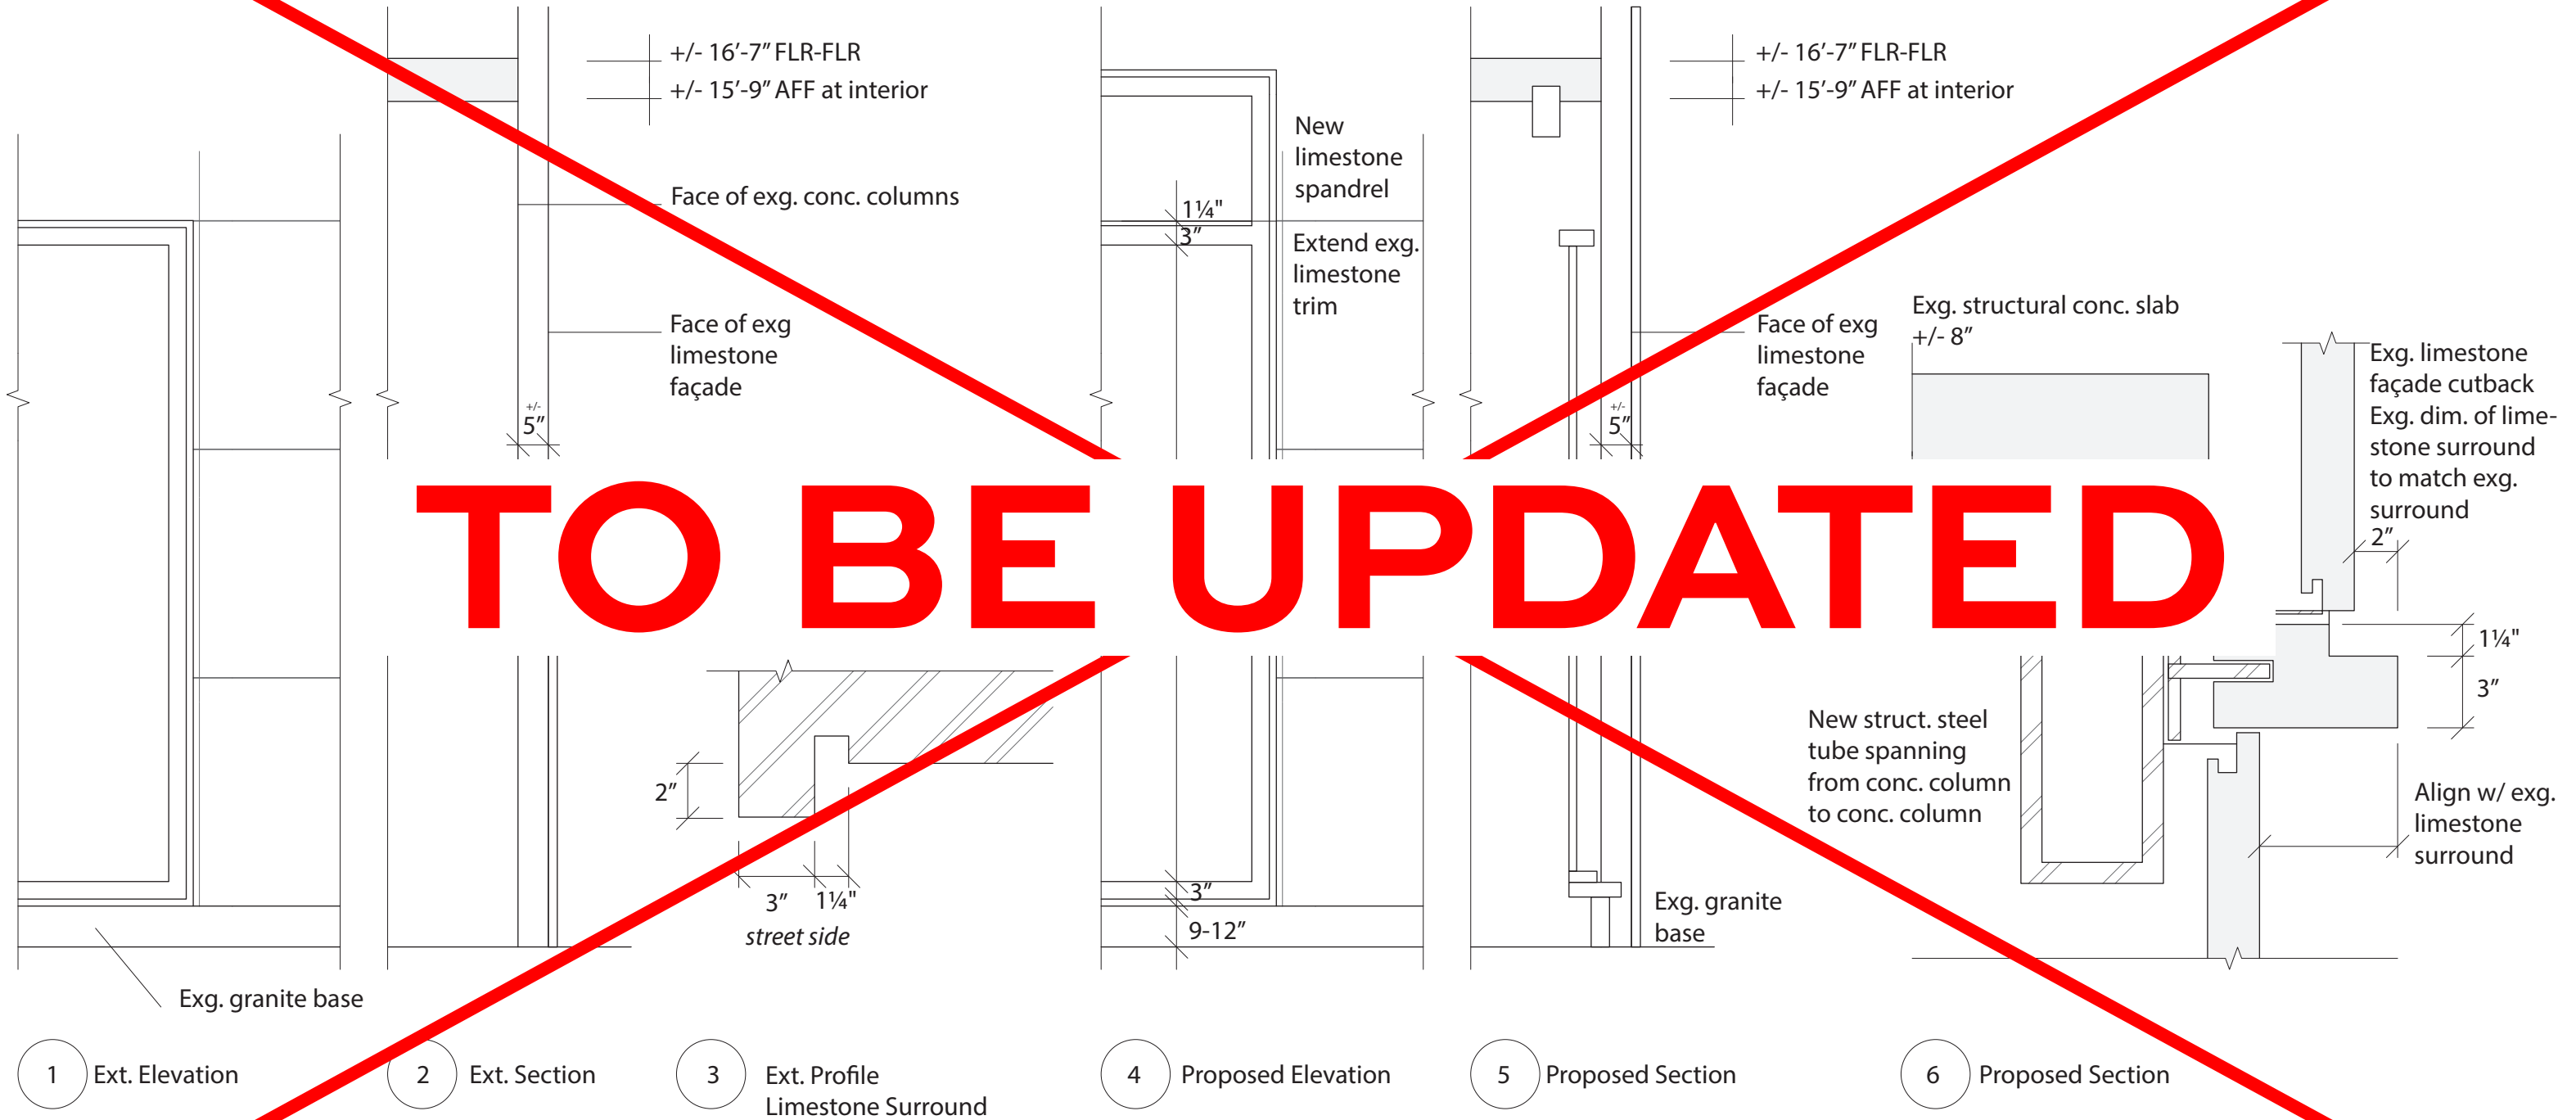 +/- 16’-7” FLR-FLR
+/- 15’-9” AFF at interior
Face of exg. conc. columns
Face of exg
limestone
façade
+/-
5”
New
limestone
spandrel
1¼"
3”
Extend exg.
limestone
trim
+/- 16’-7” FLR-FLR
+/- 15’-9” AFF at interior
Face of exg
limestone
façade
+/-
5”
Exg. structural conc. slab
+/- 8”
Exg. limestone
façade cutback
Exg. dim. of lime-
stone surround
to match exg.
surround
2”
TO BE UPDATED
1¼"
3”
2”
3”
1¼"
street side
3”
9-12”
Exg. granite
base
New struct. steel
tube spanning
from conc. column
to conc. column
Align w/ exg.
limestone
surround
Exg. granite base
1 Ext. Elevation
2 Ext. Section
3 Ext. Profile
Limestone Surround
4 Proposed Elevation
5 Proposed Section
6 Proposed Section